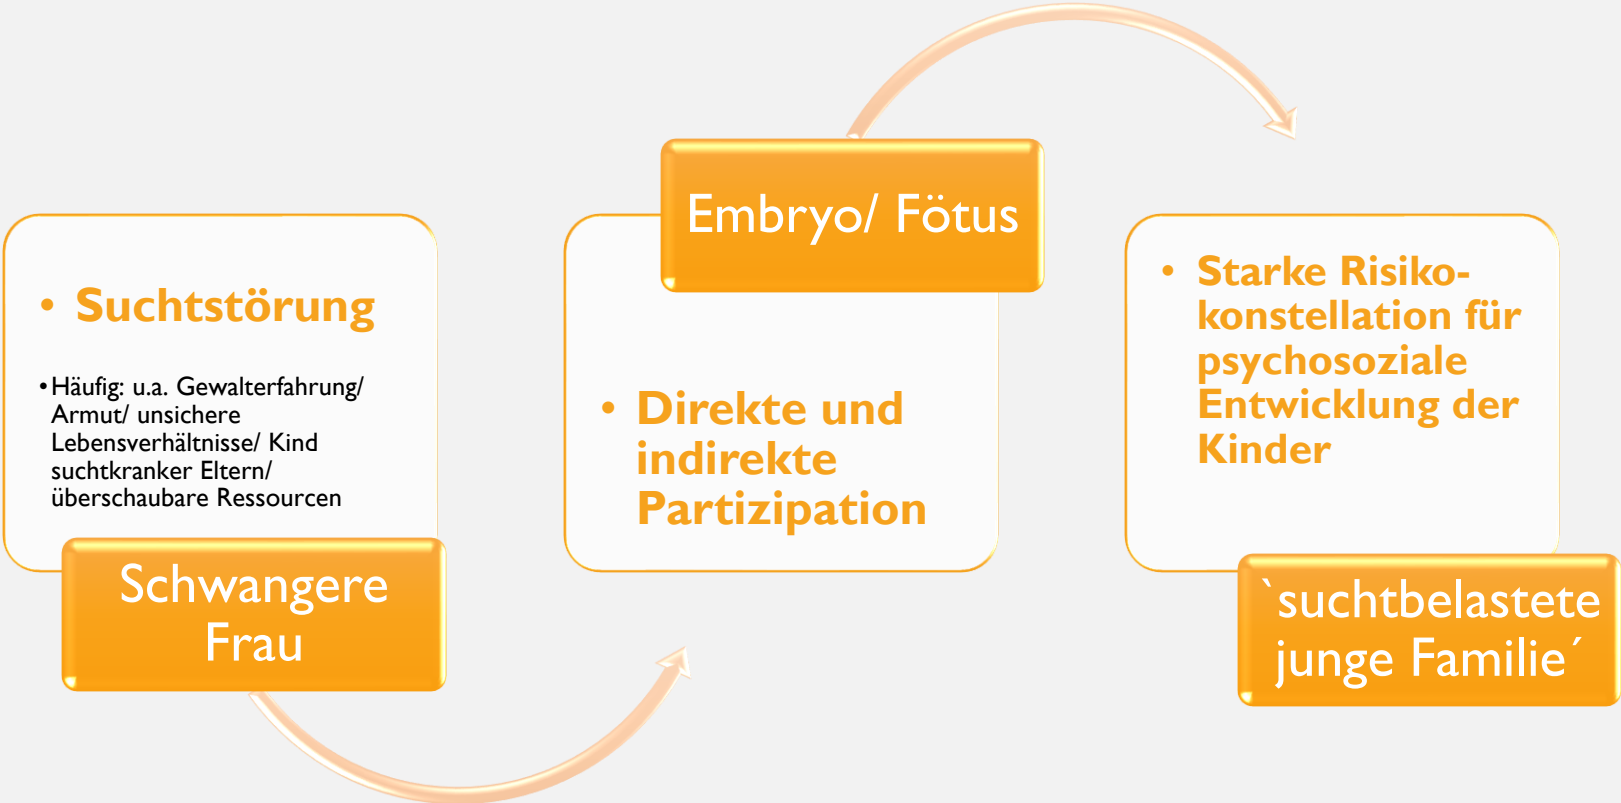 • Suchtstörung
• Häufig: u.a. Gewalterfahrung/
Armut/ unsichere
Lebensverhältnisse/ Kind
suchtkranker Eltern/
überschaubare Ressourcen
Schwangere
Frau
Embryo/ Fötus
• Direkte und
indirekte
Partizipation
• Starke Risiko-
konstellation für
psychosoziale
Entwicklung der
Kinder
`suchtbelastete
junge Familie´